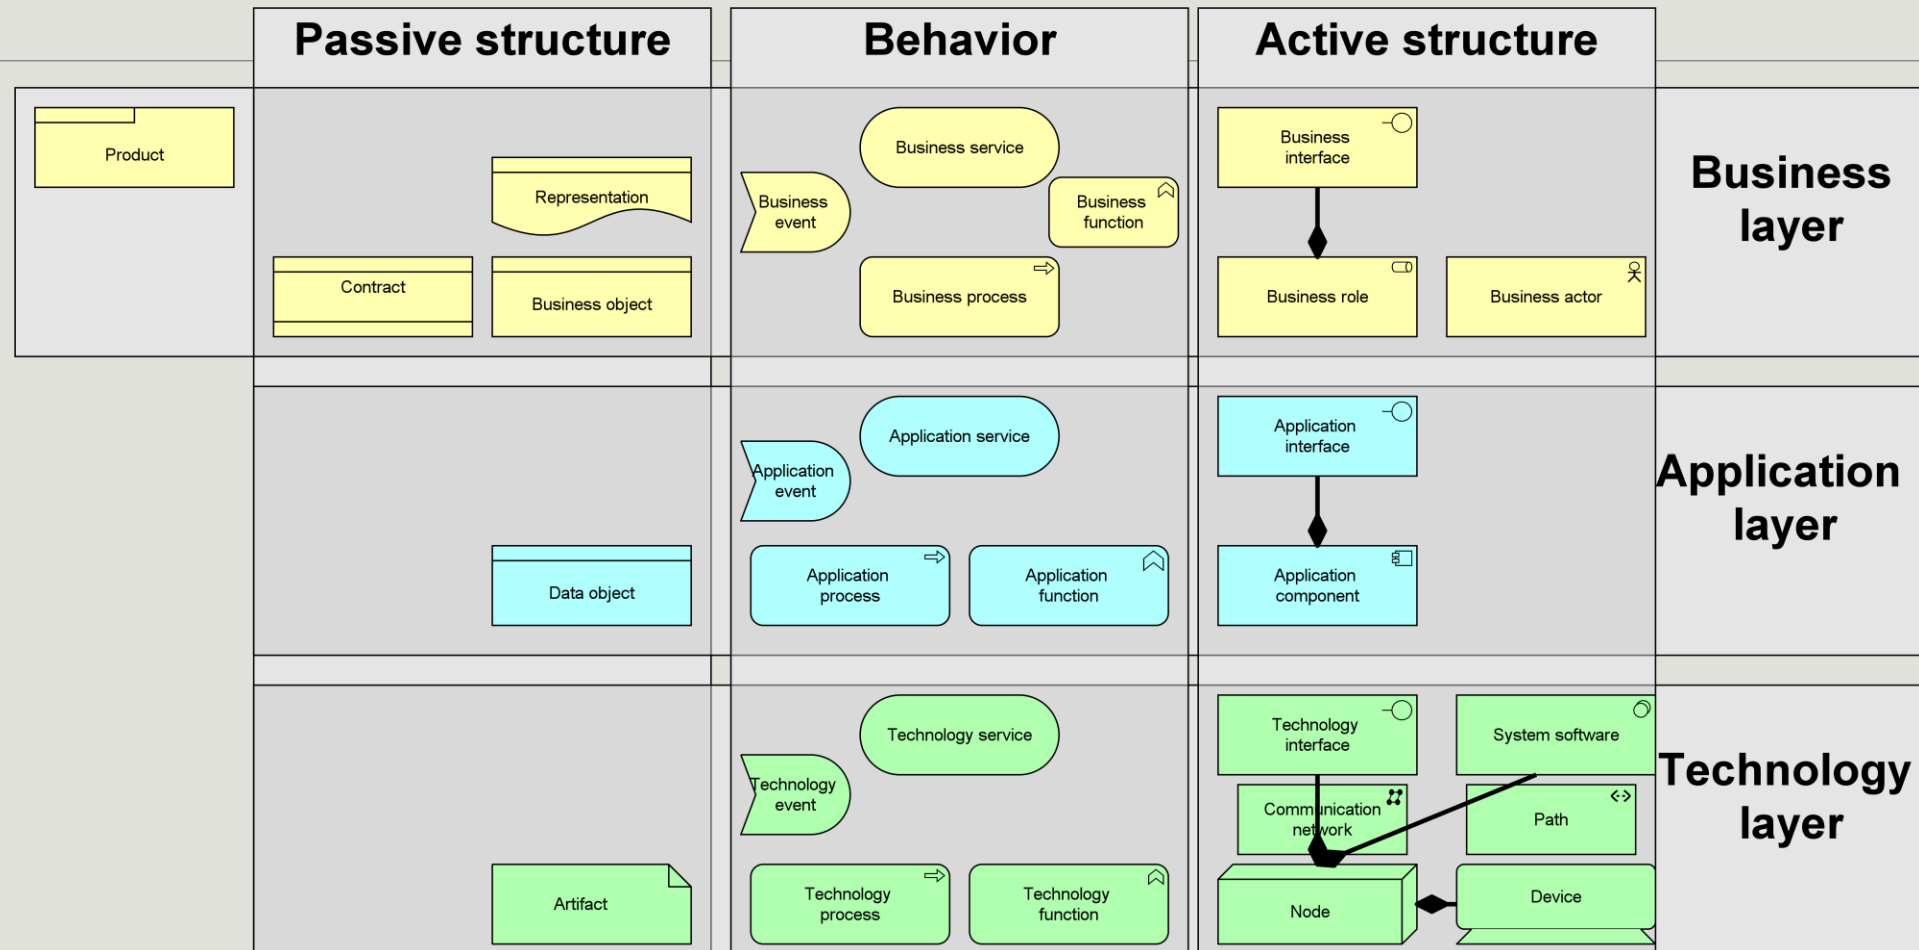 Passive structure
Behavior
Active structure
Product
Representation
Contract
Business object
Business service
Business
event
Business
function
Business process
Business
interface
Business role
Business actor
Business
layer
Data object
Application service
Application
event
Application
process
Application
function
Application
interface
Application
component
Application
layer
Artifact
Technology service
Technology
event
Technology
process
Technology
function
Technology
interface
System software
Communication
network
Path
Node
Device
Technology
layer